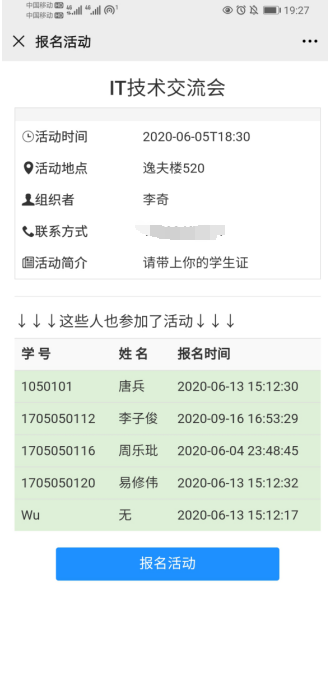 中国移动 HD 4G 4G 19:27
中国移动 HD
报名活动
IT技术交流会
活动时间 2020-06-05T18:30
活动地点 逸夫楼520
组织者 李奇
联系方式
活动简介 请带上你的学生证
↓↓↓这些人也参加了活动↓↓↓
学 号 姓 名 报名时间
1050101 唐兵 2020-06-13 15:12:30
1705050112 李子俊 2020-09-16 16:53:29
1705050116 周乐玭 2020-06-04 23:48:45
1705050120 易修伟 2020-06-13 15:12:32
Wu 无 2020-06-13 15:12:17
报名活动